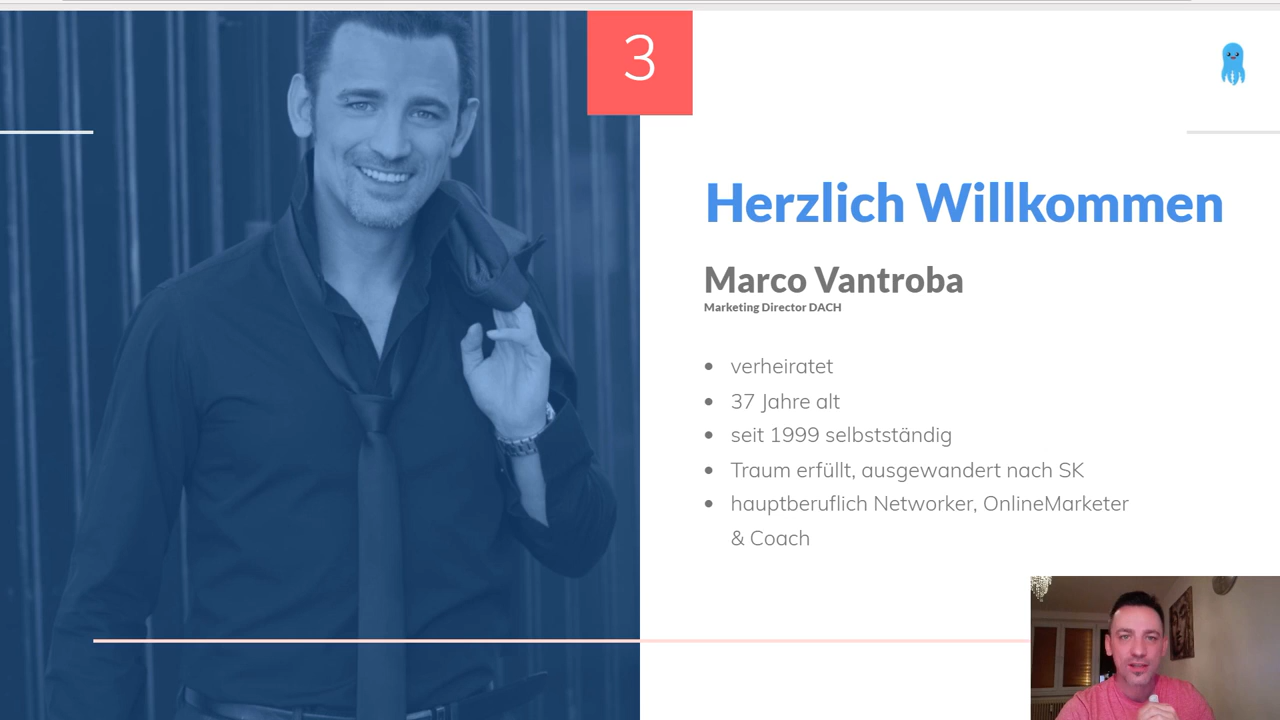 3
Herzlich Willkommen
Marco Vantroba
Marketing Director DACH
verheiratet
37 Jahre alt
seit 1999 selbstständig
Traum erfüllt, ausgewandert nach SK
hauptberuflich Networker, OnlineMarketer
& Coach